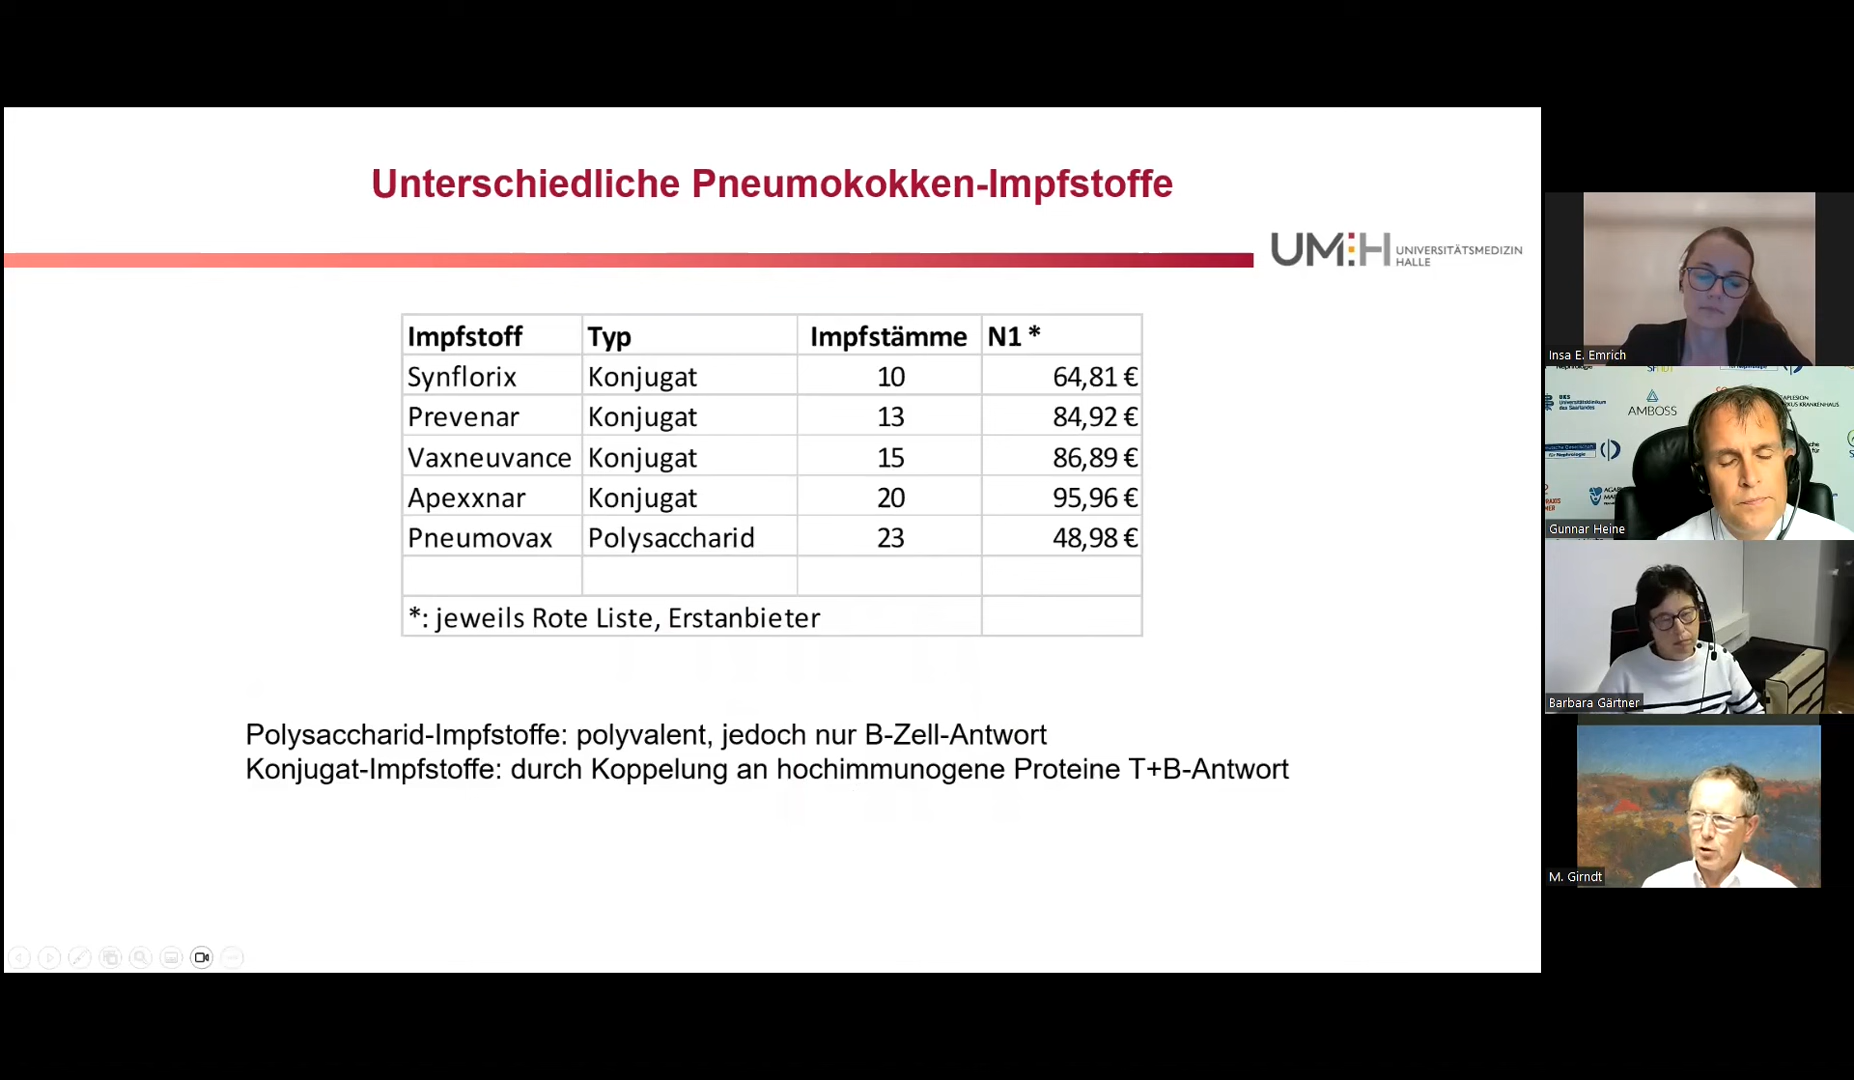 Unterschiedliche Pneumokokken-Impfstoffe
UM:H UNIVERSITÄTSMEDIZIN
HALLE
Impfstoff Typ Impfstämme N1 *
Synflorix Konjugat 10 64,81 €
Prevenar Konjugat 13 84,92 €
Vaxneuvance Konjugat 15 86,89 €
Apexxnar Konjugat 20 95,96 €
Pneumovax Polysaccharid 23 48,98 €
*: jeweils Rote Liste, Erstanbieter
Polysaccharid-Impfstoffe: polyvalent, jedoch nur B-Zell-Antwort
Konjugat-Impfstoffe: durch Koppelung an hochimmunogene Proteine T+B-Antwort
Insa E. Emrich
AMBOSS
Gunnar Heine
Barbara Gärtner
M. Girndt